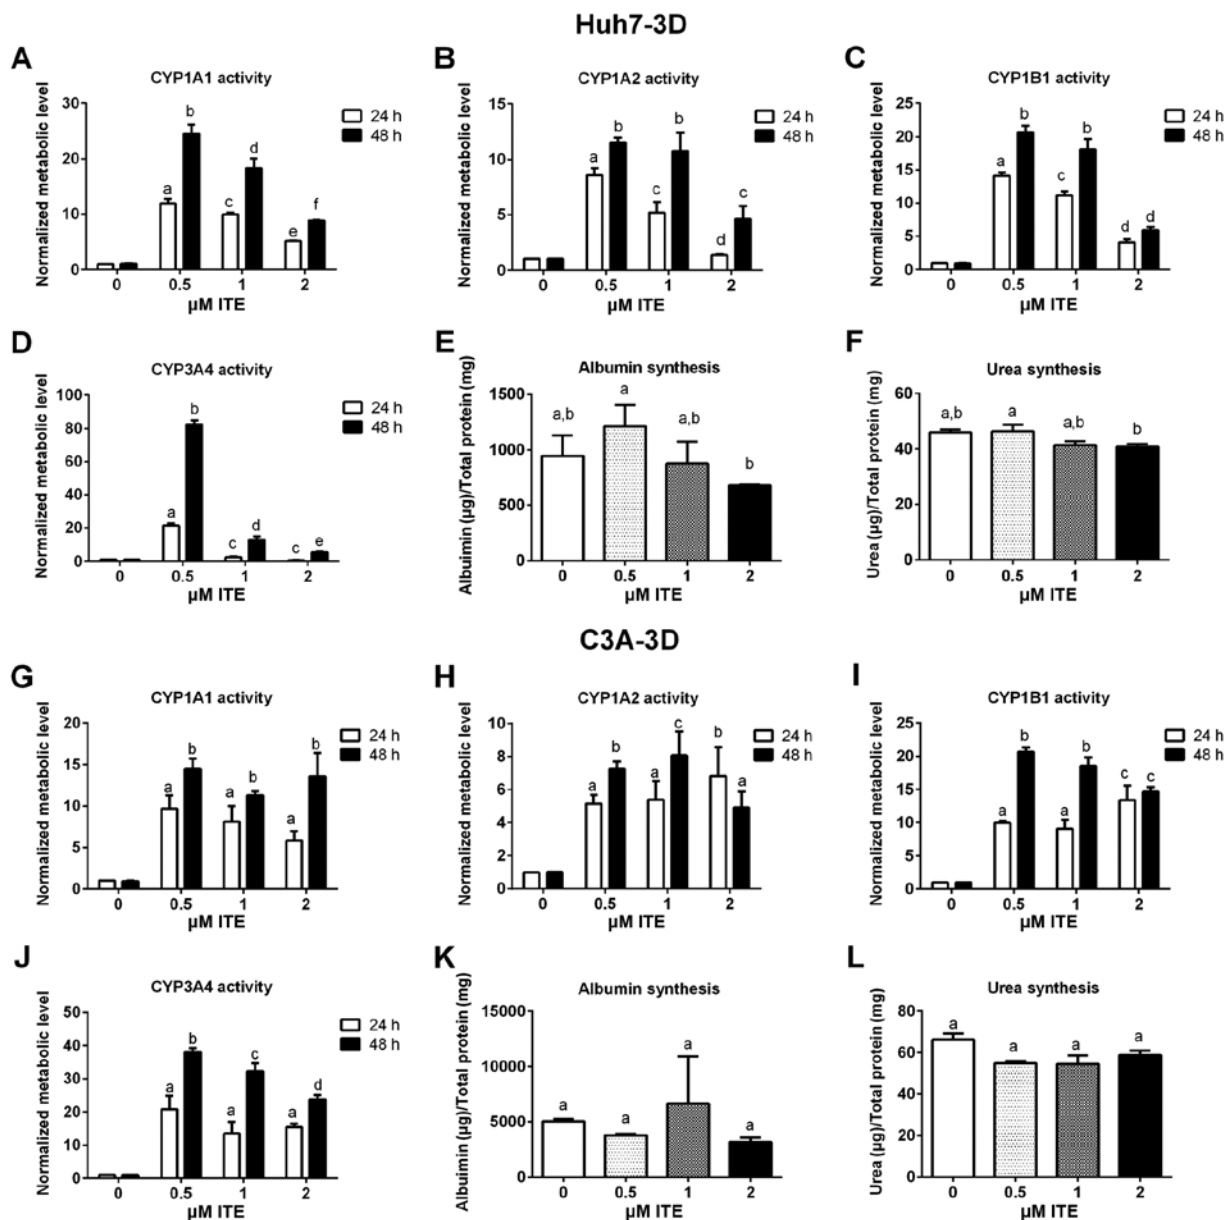 Huh7-3D
A
CYP1A1 activity
Normalized metabolic level
30
20
10
0
a
b
c
d
e
f
24 h
48 h
0 0.5 1 2
µM ITE
B
CYP1A2 activity
Normalized metabolic level
15
10
5
0
a
b
c
b
d
c
24 h
48 h
0 0.5 1 2
µM ITE
C
CYP1B1 activity
Normalized metabolic level
25
20
15
10
5
0
a
b
c
b
d
d
24 h
48 h
0 0.5 1 2
µM ITE
D
CYP3A4 activity
Normalized metabolic level
100
80
60
40
20
0
a
b
c
d
c
e
24 h
48 h
0 0.5 1 2
µM ITE
E
Albumin synthesis
Albuimin (µg)/Total protein (mg)
1500
1000
500
0
a,b
a
a,b
b
0 0.5 1 2
µM ITE
F
Urea synthesis
Urea (µg)/Total protein (mg)
60
40
20
0
a,b
a
a,b
b
0 0.5 1 2
µM ITE
C3A-3D
G
CYP1A1 activity
Normalized metabolic level
20
15
10
5
0
a
b
a
b
a
b
24 h
48 h
0 0.5 1 2
µM ITE
H
CYP1A2 activity
Normalized metabolic level
10
8
6
4
2
0
a
b
a
c
b
a
24 h
48 h
0 0.5 1 2
µM ITE
I
CYP1B1 activity
Normalized metabolic level
25
20
15
10
5
0
a
b
a
b
c
c
24 h
48 h
0 0.5 1 2
µM ITE
J
CYP3A4 activity
Normalized metabolic level
50
40
30
20
10
0
a
b
a
c
a
d
24 h
48 h
0 0.5 1 2
µM ITE
K
Albumin synthesis
Albuimin (µg)/Total protein (mg)
15000
10000
5000
0
a
a
a
a
0 0.5 1 2
µM ITE
L
Urea synthesis
Urea (µg)/Total protein (mg)
80
60
40
20
0
a
a
a
a
0 0.5 1 2
µM ITE